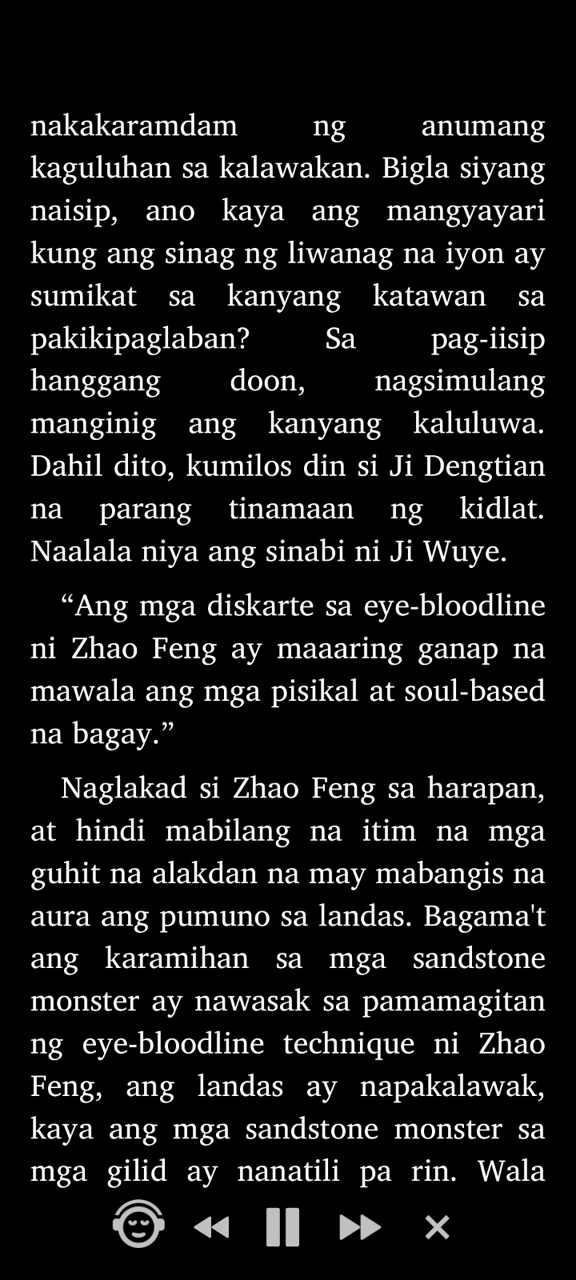 nakakaramdam ng anumang
kaguluhan sa kalawakan. Bigla siyang
naisip, ano kaya ang mangyayari
kung ang sinag ng liwanag na iyon ay
sumikat sa kanyang katawan sa
pakikipaglaban? Sa pag-iisip
hanggang doon, nagsimulang
manginig ang kanyang kaluluwa.
Dahil dito, kumilos din si Ji Dengtian
na parang tinamaan ng kidlat.
Naalala niya ang sinabi ni Ji Wuye.
“Ang mga diskarte sa eye-bloodline
ni Zhao Feng ay maaaring ganap na
mawala ang mga pisikal at soul-based
na bagay.”
Naglakad si Zhao Feng sa harapan,
at hindi mabilang na itim na mga
guhit na alakdan na may mabangis na
aura ang pumuno sa landas. Bagama't
ang karamihan sa mga sandstone
monster ay nawasak sa pamamagitan
ng eye-bloodline technique ni Zhao
Feng, ang landas ay napakalawak,
kaya ang mga sandstone monster sa
mga gilid ay nanatili pa rin. Wala